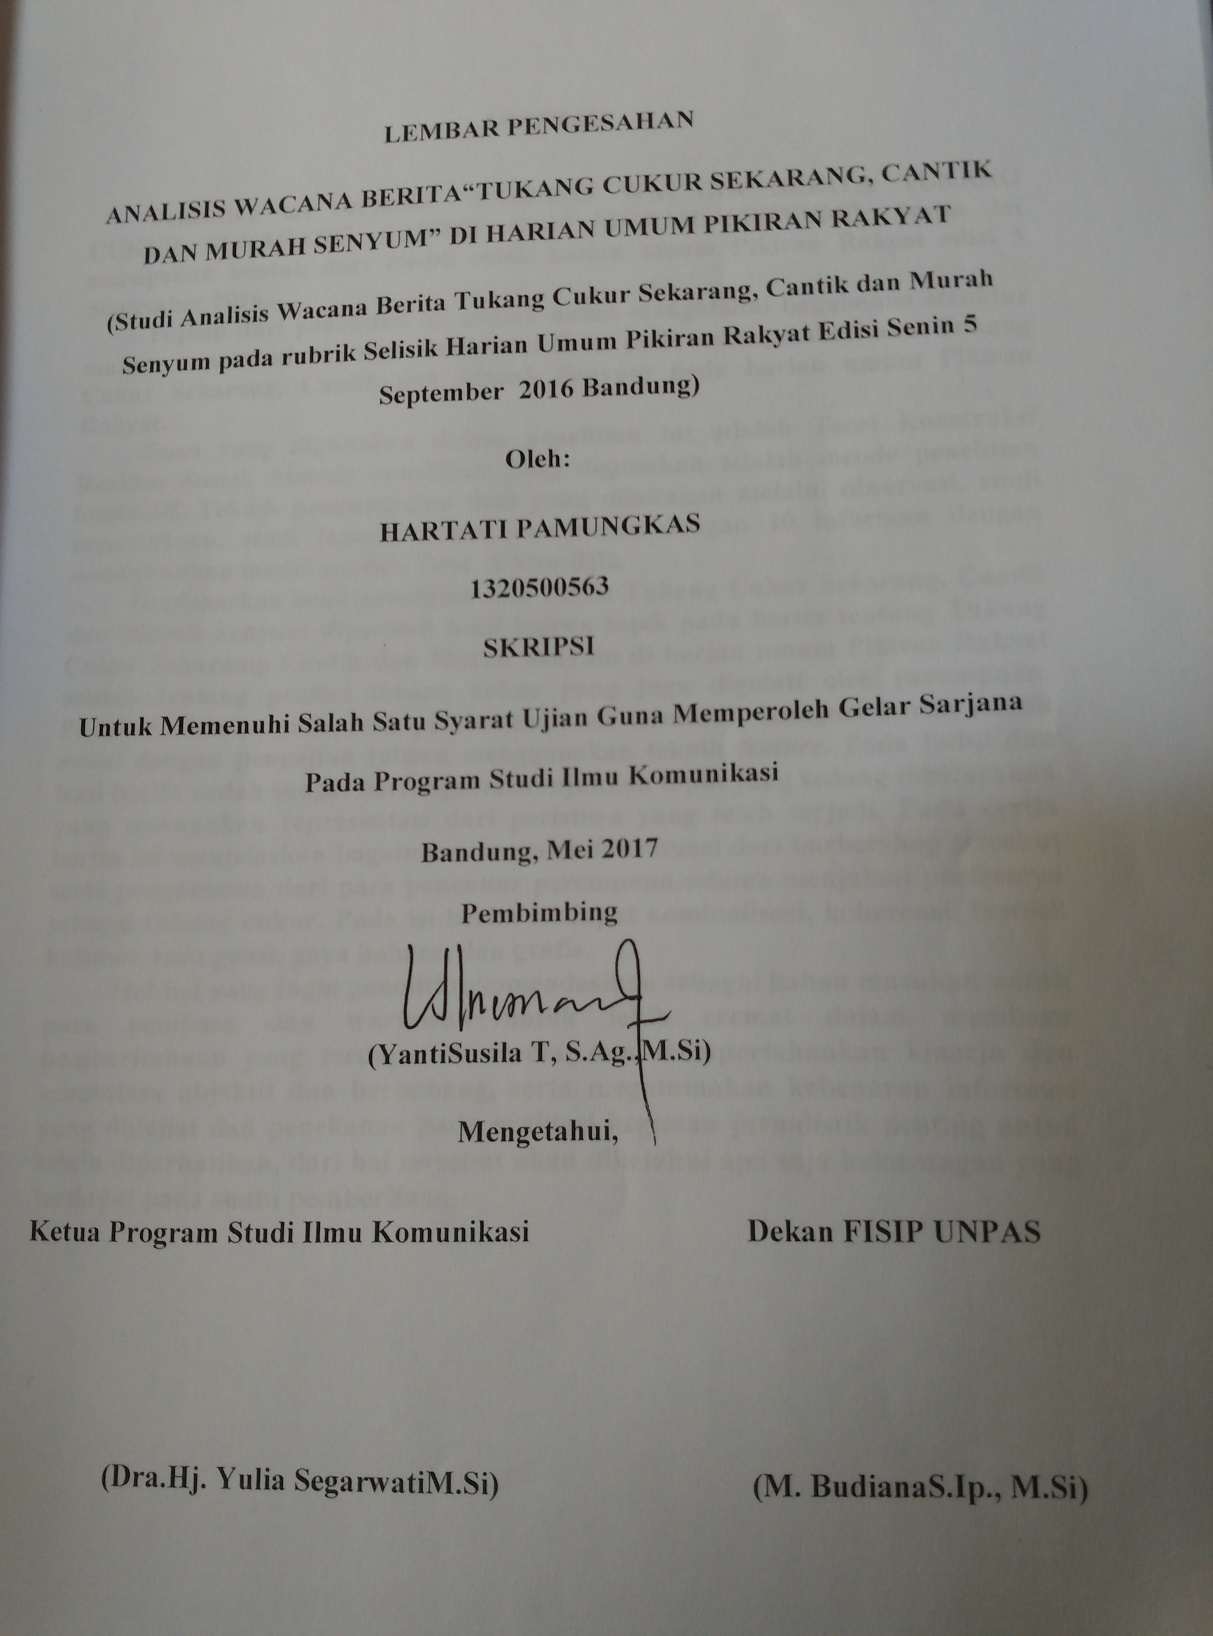 LEMBAR PENGESAHAN
ANALISIS WACANA BERITA“TUKANG CUKUR SEKARANG, CANTIK
DAN MURAH SENYUM” DI HARIAN UMUM PIKIRAN RAKYAT
(Studi Analisis Wacana Berita Tukang Cukur Sekarang, Cantik dan Murah
Senyum pada rubrik Selisik Harian Umum Pikiran Rakyat Edisi Senin 5
September 2016 Bandung)
Oleh:
HARTATI PAMUNGKAS
1320500563
SKRIPSI
Untuk Memenuhi Salah Satu Syarat Ujian Guna Memperoleh Gelar Sarjana
Pada Program Studi Ilmu Komunikasi
Bandung, Mei 2017
Pembimbing
(YantiSusila T, S.Ag.,M.Si)
Mengetahui,
Ketua Program Studi Ilmu Komunikasi
Dekan FISIP UNPAS
(Dra.Hj. Yulia SegarwatiM.Si)
(M. BudianaS.Ip., M.Si)